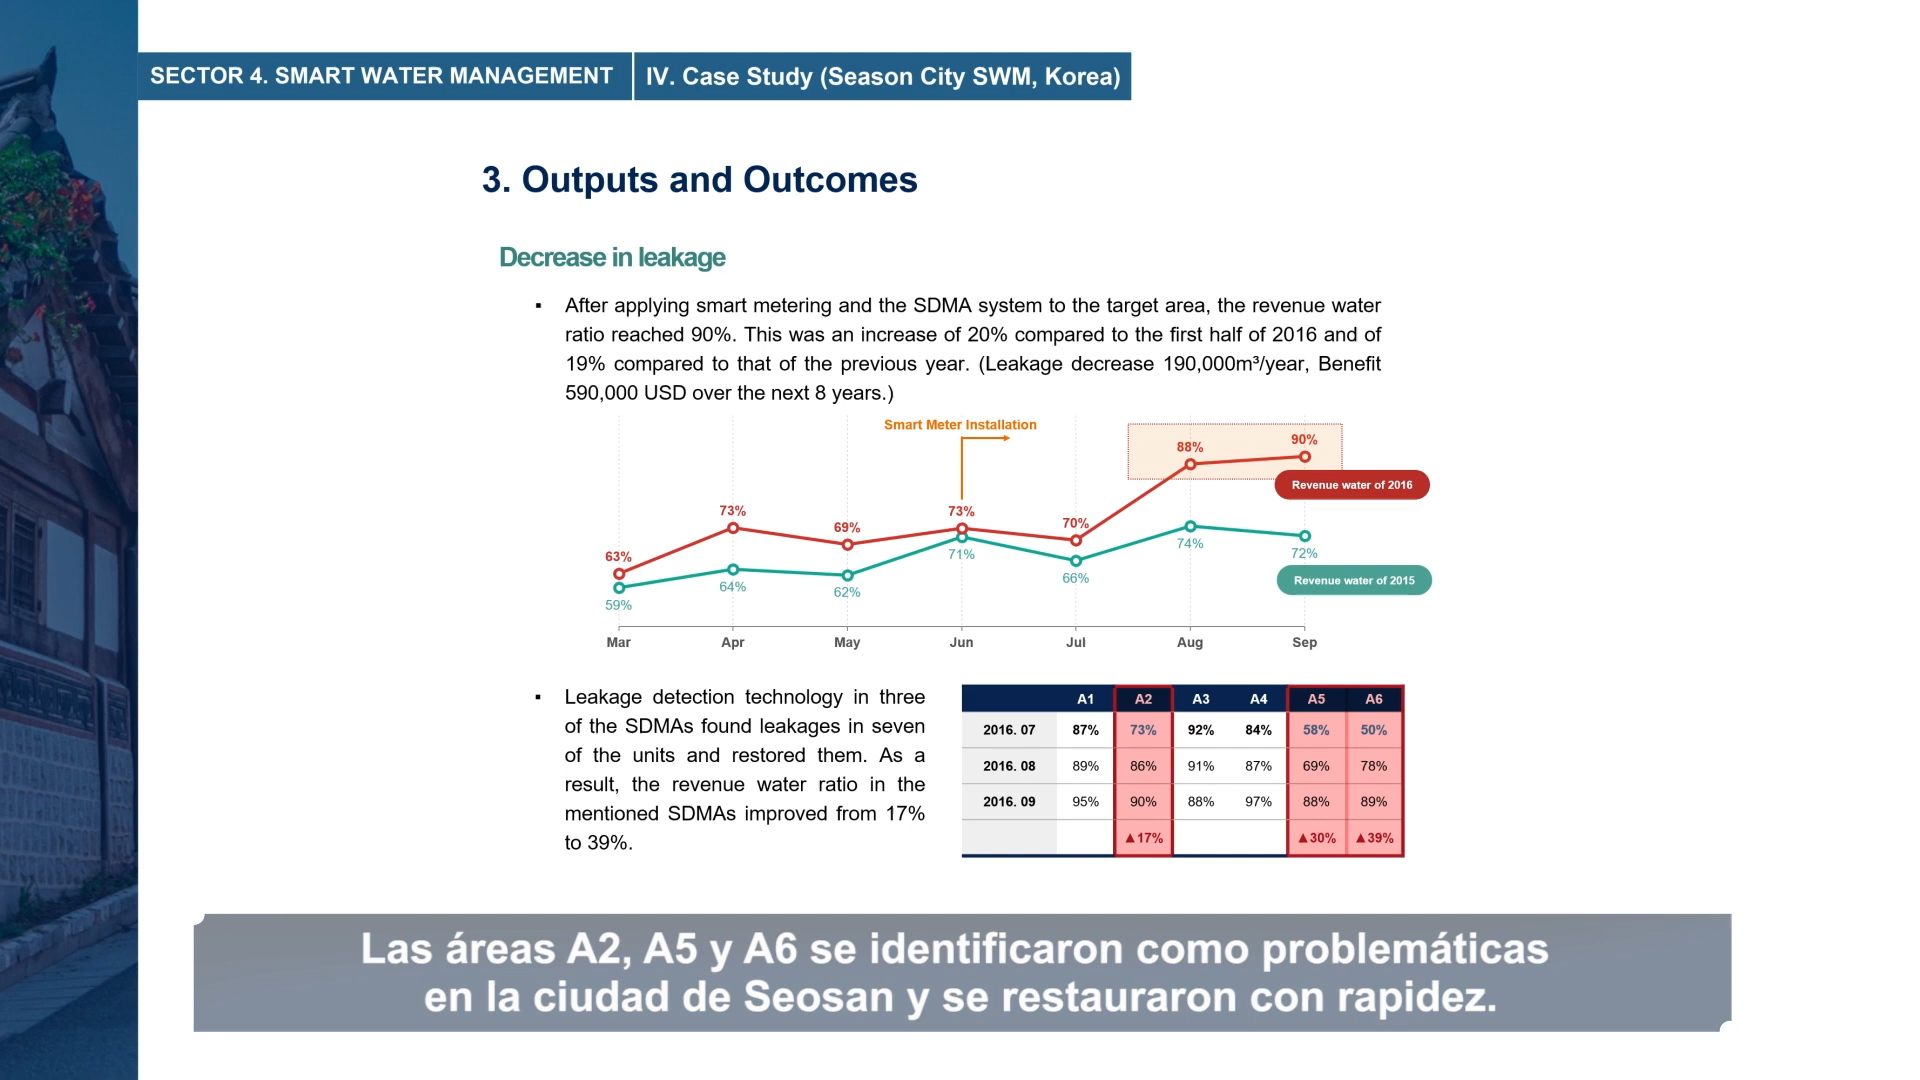 SECTOR 4. SMART WATER MANAGEMENT
IV. Case Study (Season City SWM, Korea)
3. Outputs and Outcomes
Decrease in leakage
▪ After applying smart metering and the SDMA system to the target area, the revenue water
ratio reached 90%. This was an increase of 20% compared to the first half of 2016 and of
19% compared to that of the previous year. (Leakage decrease 190,000m³/year, Benefit
590,000 USD over the next 8 years.)
Smart Meter Installation
63% 73% 69% 73% 70% 88% 90%
Revenue water of 2016
59% 64% 62% 71% 66% 74% 72%
Revenue water of 2015
Mar Apr May Jun Jul Aug Sep
▪ Leakage detection technology in three
of the SDMAs found leakages in seven
of the units and restored them. As a
result, the revenue water ratio in the
mentioned SDMAs improved from 17%
to 39%.
A1 A2 A3 A4 A5 A6
2016. 07 87% 73% 92% 84% 58% 50%
2016. 08 89% 86% 91% 87% 69% 78%
2016. 09 95% 90% 88% 97% 88% 89%
▲17% ▲30% ▲39%
Las áreas A2, A5 y A6 se identificaron como problemáticas
en la ciudad de Seosan y se restauraron con rapidez.